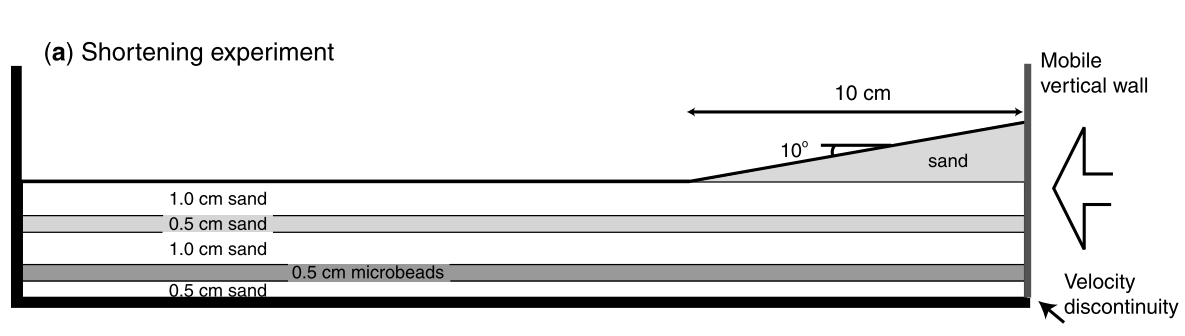 (a) Shortening experiment
Mobile
vertical wall
10 cm
10°
sand
1.0 cm sand
0.5 cm sand
1.0 cm sand
0.5 cm microbeads
0.5 cm sand
Velocity
discontinuity